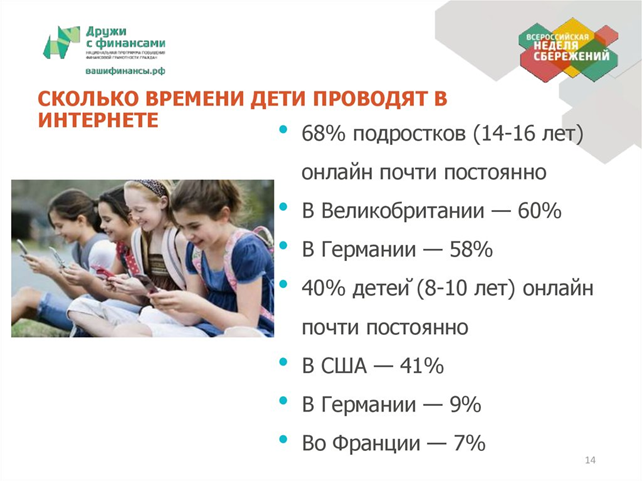 Дружи
с финансами
НАЦИОНАЛЬНАЯ ПРОГРАММА ПОВЫШЕНИЯ
ФИНАНСОВОЙ ГРАМОТНОСТИ ГРАЖДАН
вашифинансы.рф
ВСЕРОССИЙСКАЯ
НЕДЕЛЯ
СБЕРЕЖЕНИЙ
СКОЛЬКО ВРЕМЕНИ ДЕТИ ПРОВОДЯТ В
ИНТЕРНЕТЕ
• 68% подростков (14-16 лет)
онлайн почти постоянно
• В Великобритании — 60%
• В Германии — 58%
• 40% детей (8-10 лет) онлайн
почти постоянно
• В США — 41%
• В Германии — 9%
• Во Франции — 7%
14